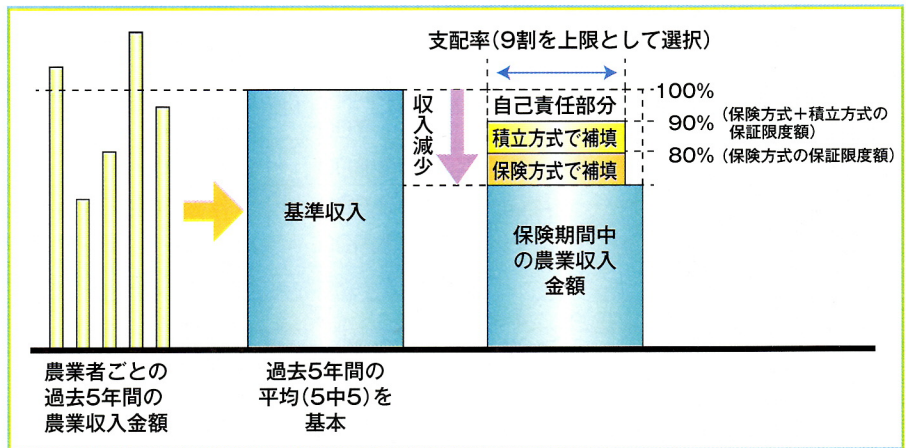 支配率(9割を上限として選択)
100%
自己責任部分
90%
(保険方式+積立方式の
保証限度額)
積立方式で補填
80%
(保険方式の保証限度額)
保険方式で補填
収入減少
基準収入
保険期間中
の農業収入
金額
農業者ごとの
過去5年間の
農業収入金額
過去5年間の
平均(5中5)を
基本